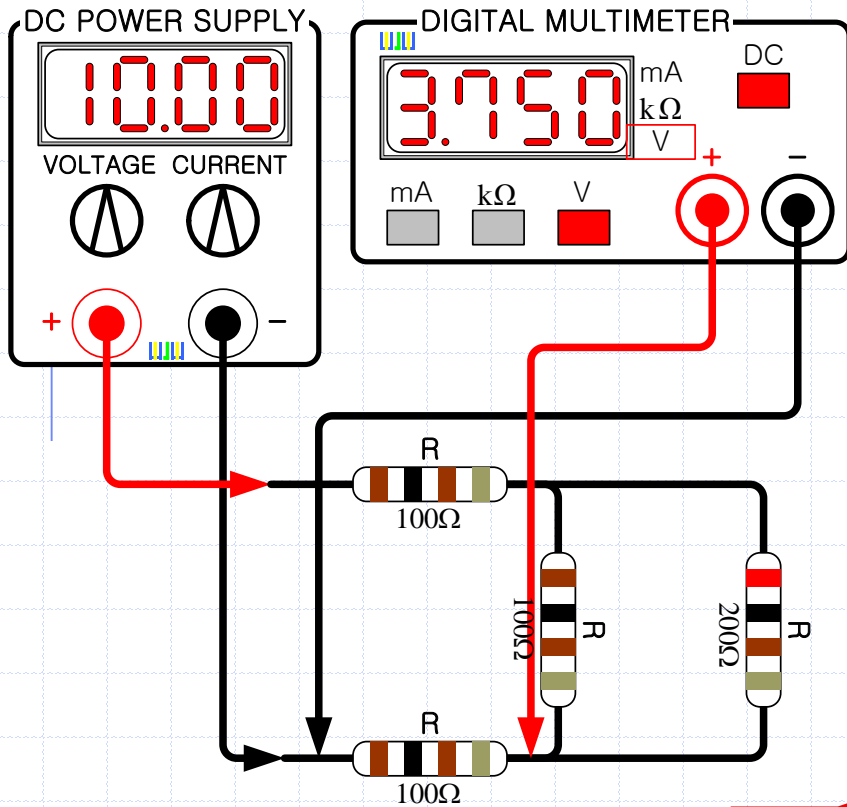 DC POWER SUPPLY
10.00
VOLTAGE CURRENT
+ −
DIGITAL MULTIMETER
3.750
mA
kΩ
V
DC
mA kΩ V
+ −
R
100Ω
100Ω
R
200Ω
R
R
100Ω